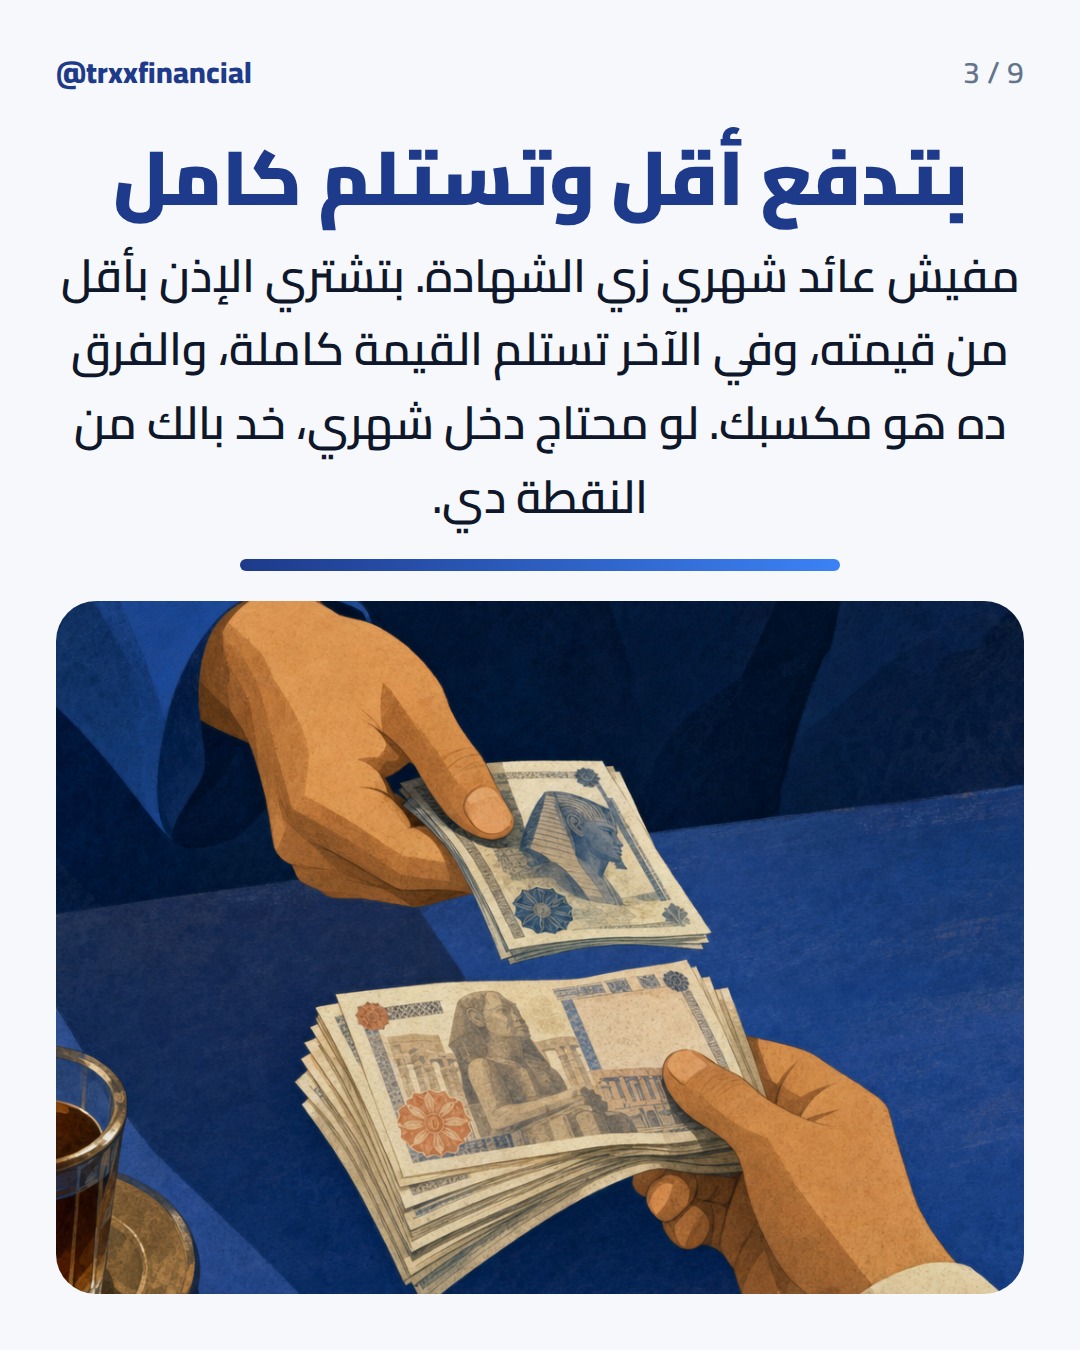 @trxxfinancial
3 / 9
بتدفع أقل وتستلم كامل
مفيش عائد شهري زي الشهادة. بتشتري الإذن بأقل
من قيمته، وفي الآخر تستلم القيمة كاملة، والفرق
ده هو مكسبك. لو محتاج دخل شهري، خد بالك من
النقطة دي.